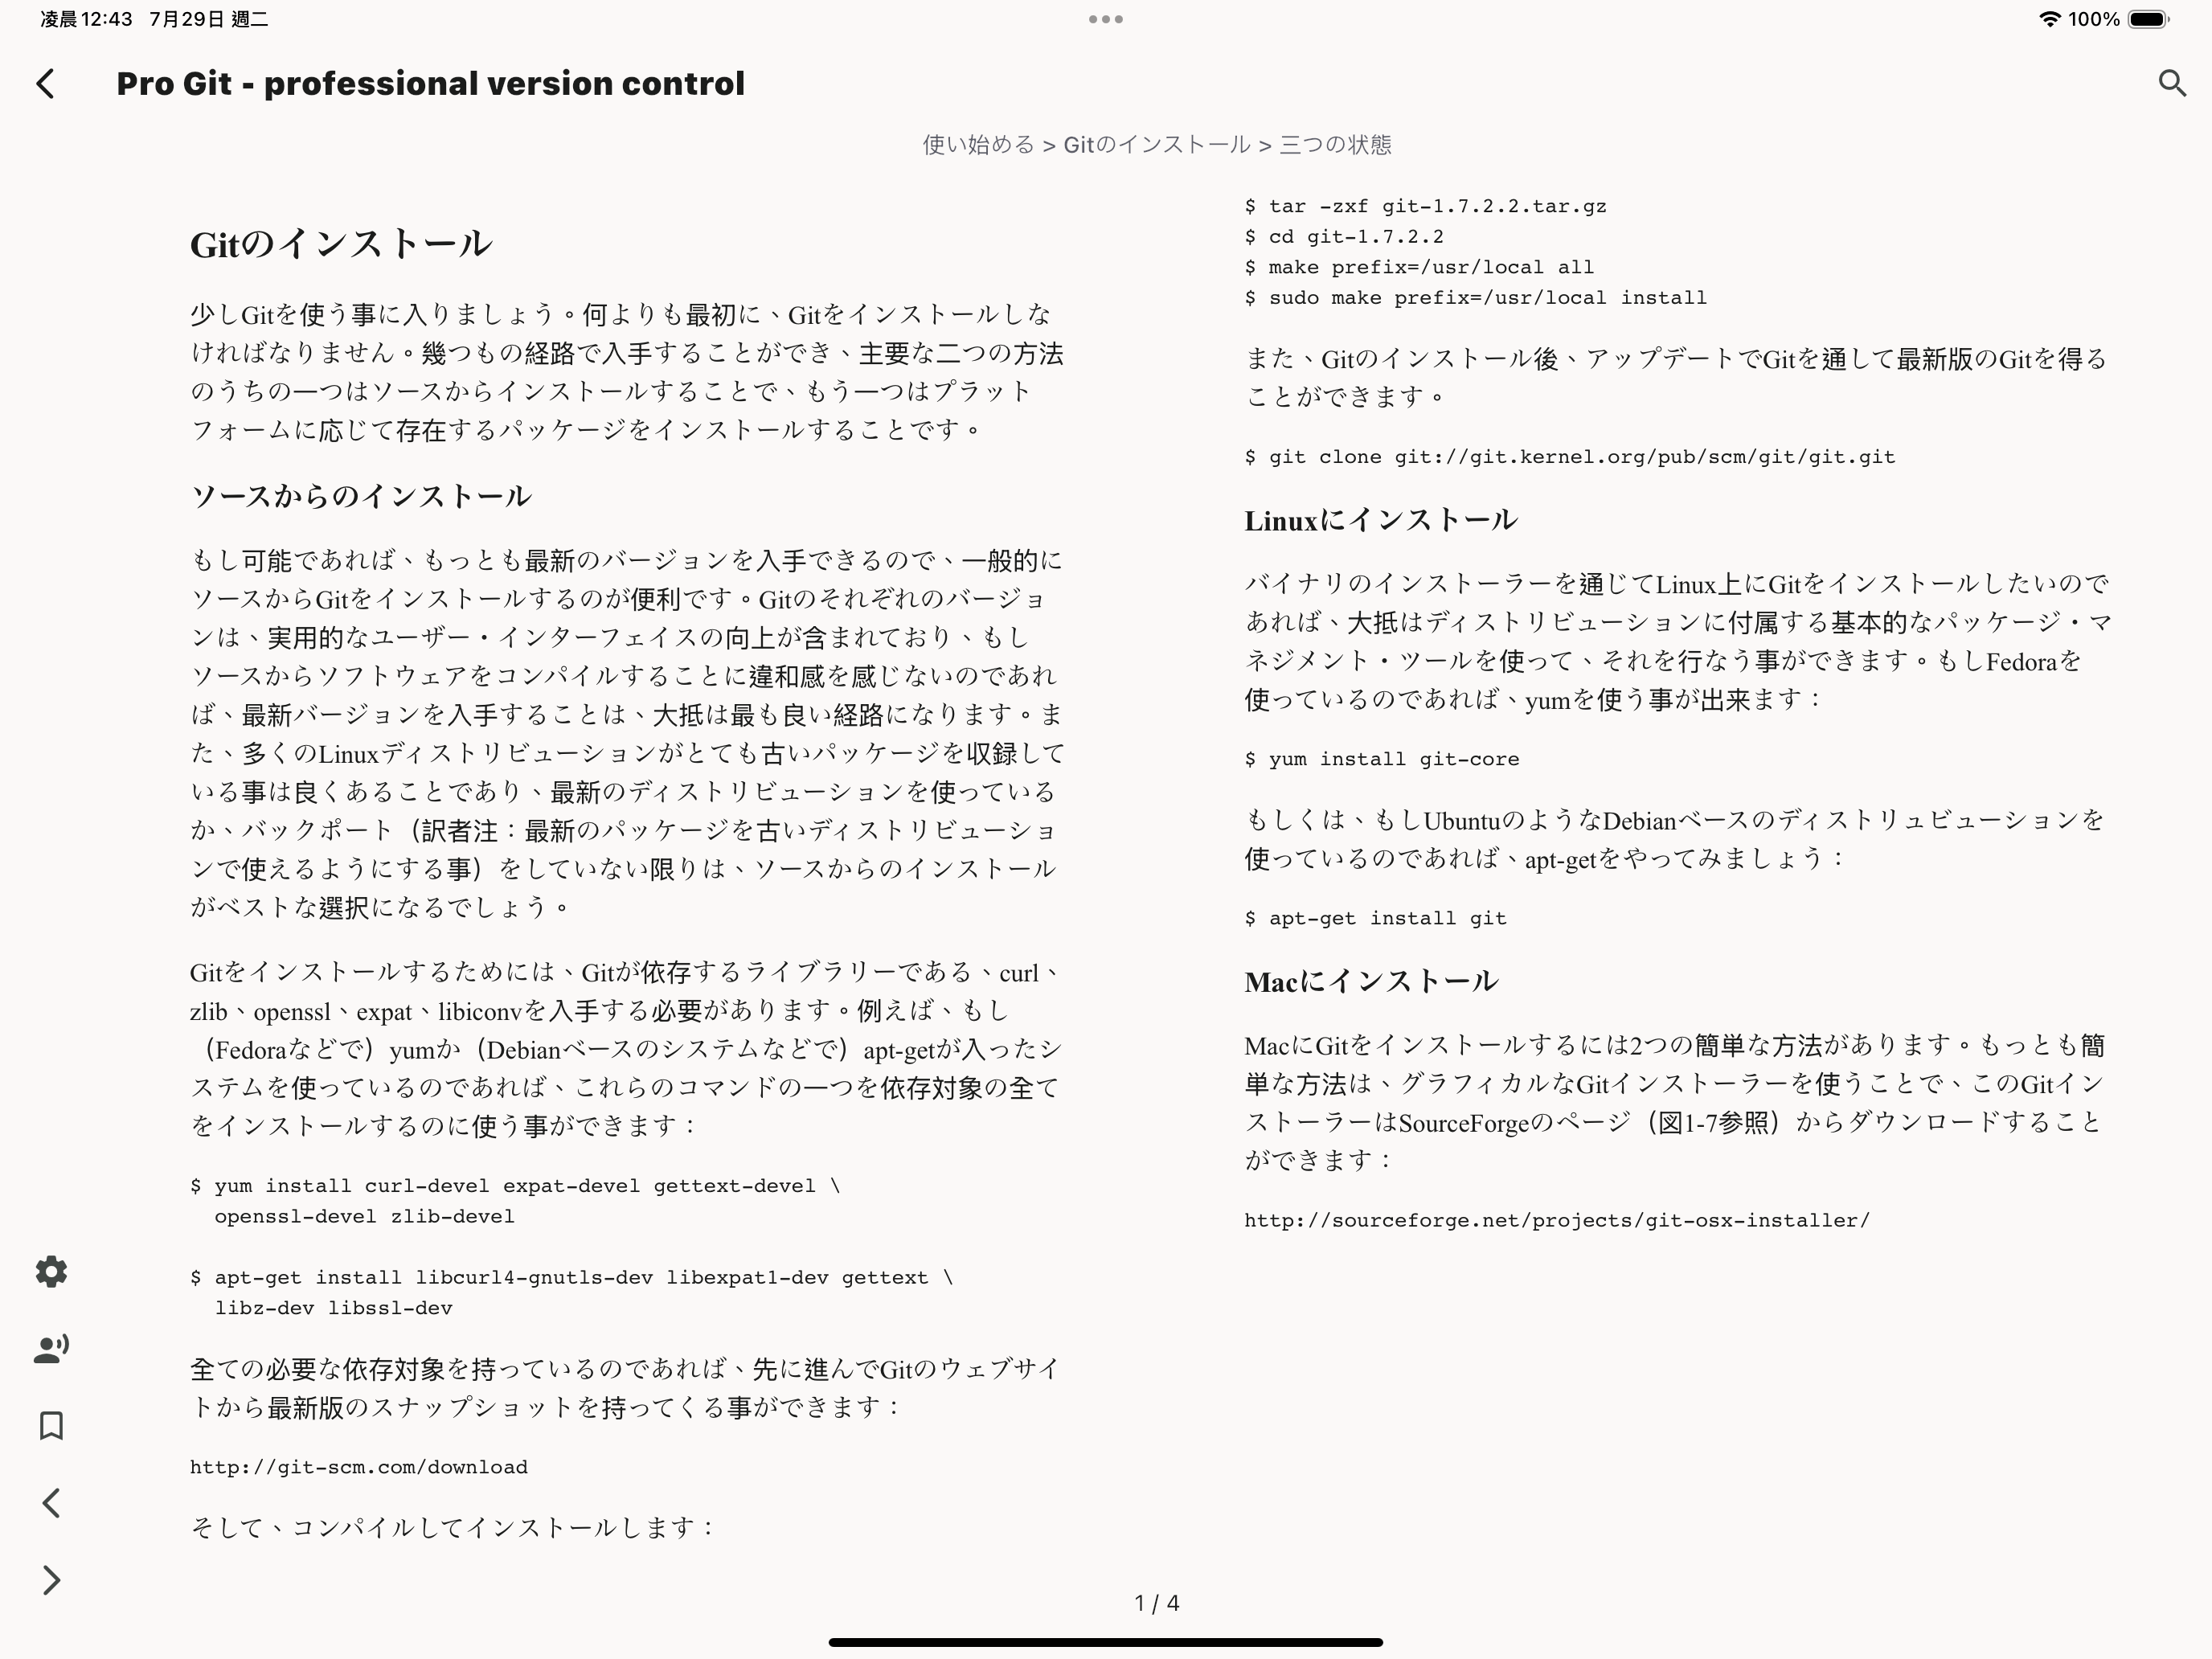 凌晨12:43 7月29日 週二
100%
Pro Git - professional version control
使い始める > Gitのインストール > 三つの状態
Gitのインストール
少しGitを使う事に入りましょう。何よりも最初に、Gitをインストールしな
ければなりません。幾つもの経路で入手することができ、主要な二つの方法
のうちの一つはソースからインストールすることで、もう一つはプラット
フォームに応じて存在するパッケージをインストールすることです。
ソースからのインストール
もし可能であれば、もっとも最新のバージョンを入手できるので、一般的に
ソースからGitをインストールするのが便利です。Gitのそれぞれのバージョ
ンは、実用的なユーザー・インターフェイスの向上が含まれており、もし
ソースからソフトウェアをコンパイルすることに違和感を感じないのであれ
ば、最新バージョンを入手することは、大抵は最も良い経路になります。ま
た、多くのLinuxディストリビューションがとても古いパッケージを収録して
いる事は良くあることであり、最新のディストリビューションを使っている
か、バックポート（訳者注：最新のパッケージを古いディストリビューショ
ンで使えるようにする事）をしていない限りは、ソースからのインストール
がベストな選択になるでしょう。
Gitをインストールするためには、Gitが依存するライブラリーである、curl、
zlib、openssl、expat、libiconvを入手する必要があります。例えば、もし
（Fedoraなどで）yumか（Debianベースのシステムなどで）apt-getが入ったシ
ステムを使っているのであれば、これらのコマンドの一つを依存対象の全て
をインストールするのに使う事ができます：
$ yum install curl-devel expat-devel gettext-devel \
  openssl-devel zlib-devel
$ apt-get install libcurl4-gnutls-dev libexpat1-dev gettext \
  libz-dev libssl-dev
全ての必要な依存対象を持っているのであれば、先に進んでGitのウェブサイ
トから最新版のスナップショットを持ってくる事ができます：
http://git-scm.com/download
そして、コンパイルしてインストールします：
$ tar -zxf git-1.7.2.2.tar.gz
$ cd git-1.7.2.2
$ make prefix=/usr/local all
$ sudo make prefix=/usr/local install
また、Gitのインストール後、アップデートでGitを通して最新版のGitを得る
ことができます。
$ git clone git://git.kernel.org/pub/scm/git/git.git
Linuxにインストール
バイナリのインストーラーを通じてLinux上にGitをインストールしたいので
あれば、大抵はディストリビューションに付属する基本的なパッケージ・マ
ネジメント・ツールを使って、それを行なう事ができます。もしFedoraを
使っているのであれば、yumを使う事が出来ます：
$ yum install git-core
もしくは、もしUbuntuのようなDebianベースのディストリュビューションを
使っているのであれば、apt-getをやってみましょう：
$ apt-get install git
Macにインストール
MacにGitをインストールするには2つの簡単な方法があります。もっとも簡
単な方法は、グラフィカルなGitインストーラーを使うことで、このGitイン
ストーラーはSourceForgeのページ（図1-7参照）からダウンロードすること
ができます：
http://sourceforge.net/projects/git-osx-installer/
1 / 4